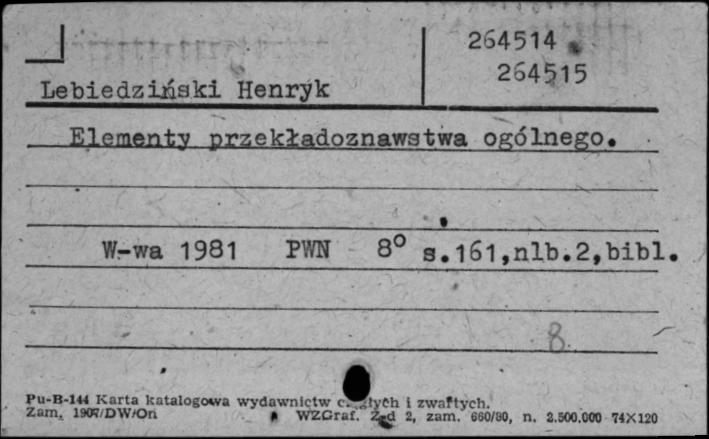 264514
264515
Lebiedziński Henryk
Elementy przekładoznawstwa ogólnego.
W-wa 1981 PWN 8° s.161,nlb.2,bibl.
8
Pu-B-144 Karta katalogowa wydawnictw i zwartych.
Zam. WZGraf. 2, zam. 660/80, n. 2.500.000 74X120